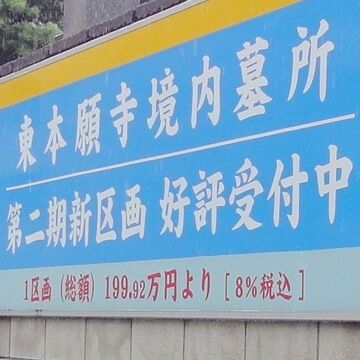 東本願寺境内墓所
第二期新区画 好評受付中
1区画（総額）199.92万円より［8%税込］